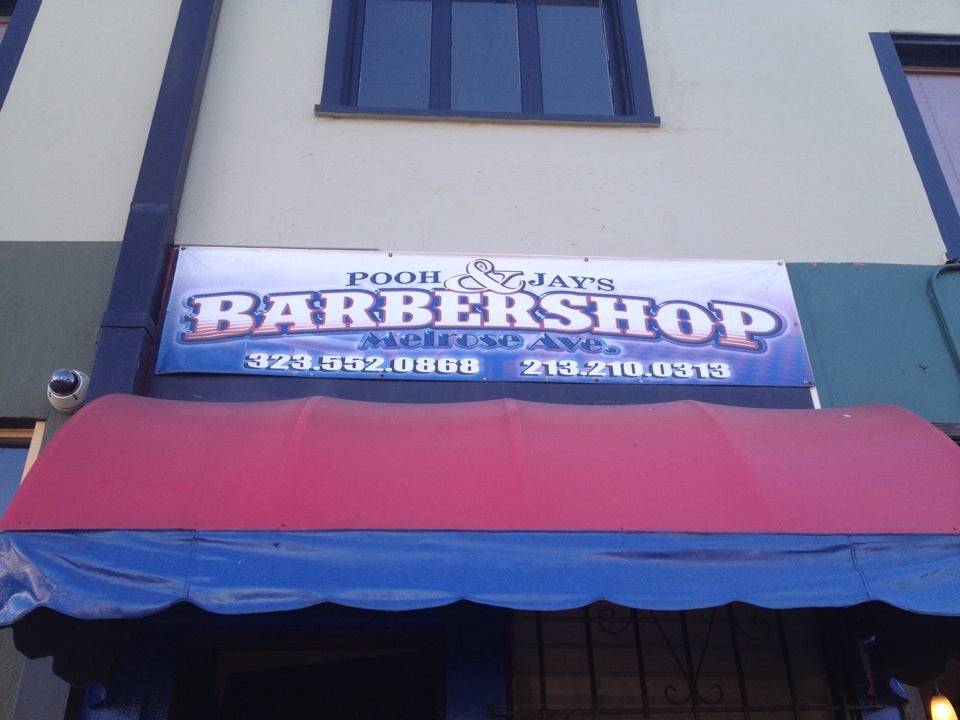 POOH & JAY'S
BARBERSHOP
Melrose Ave.
323.552.0868 213.210.0313